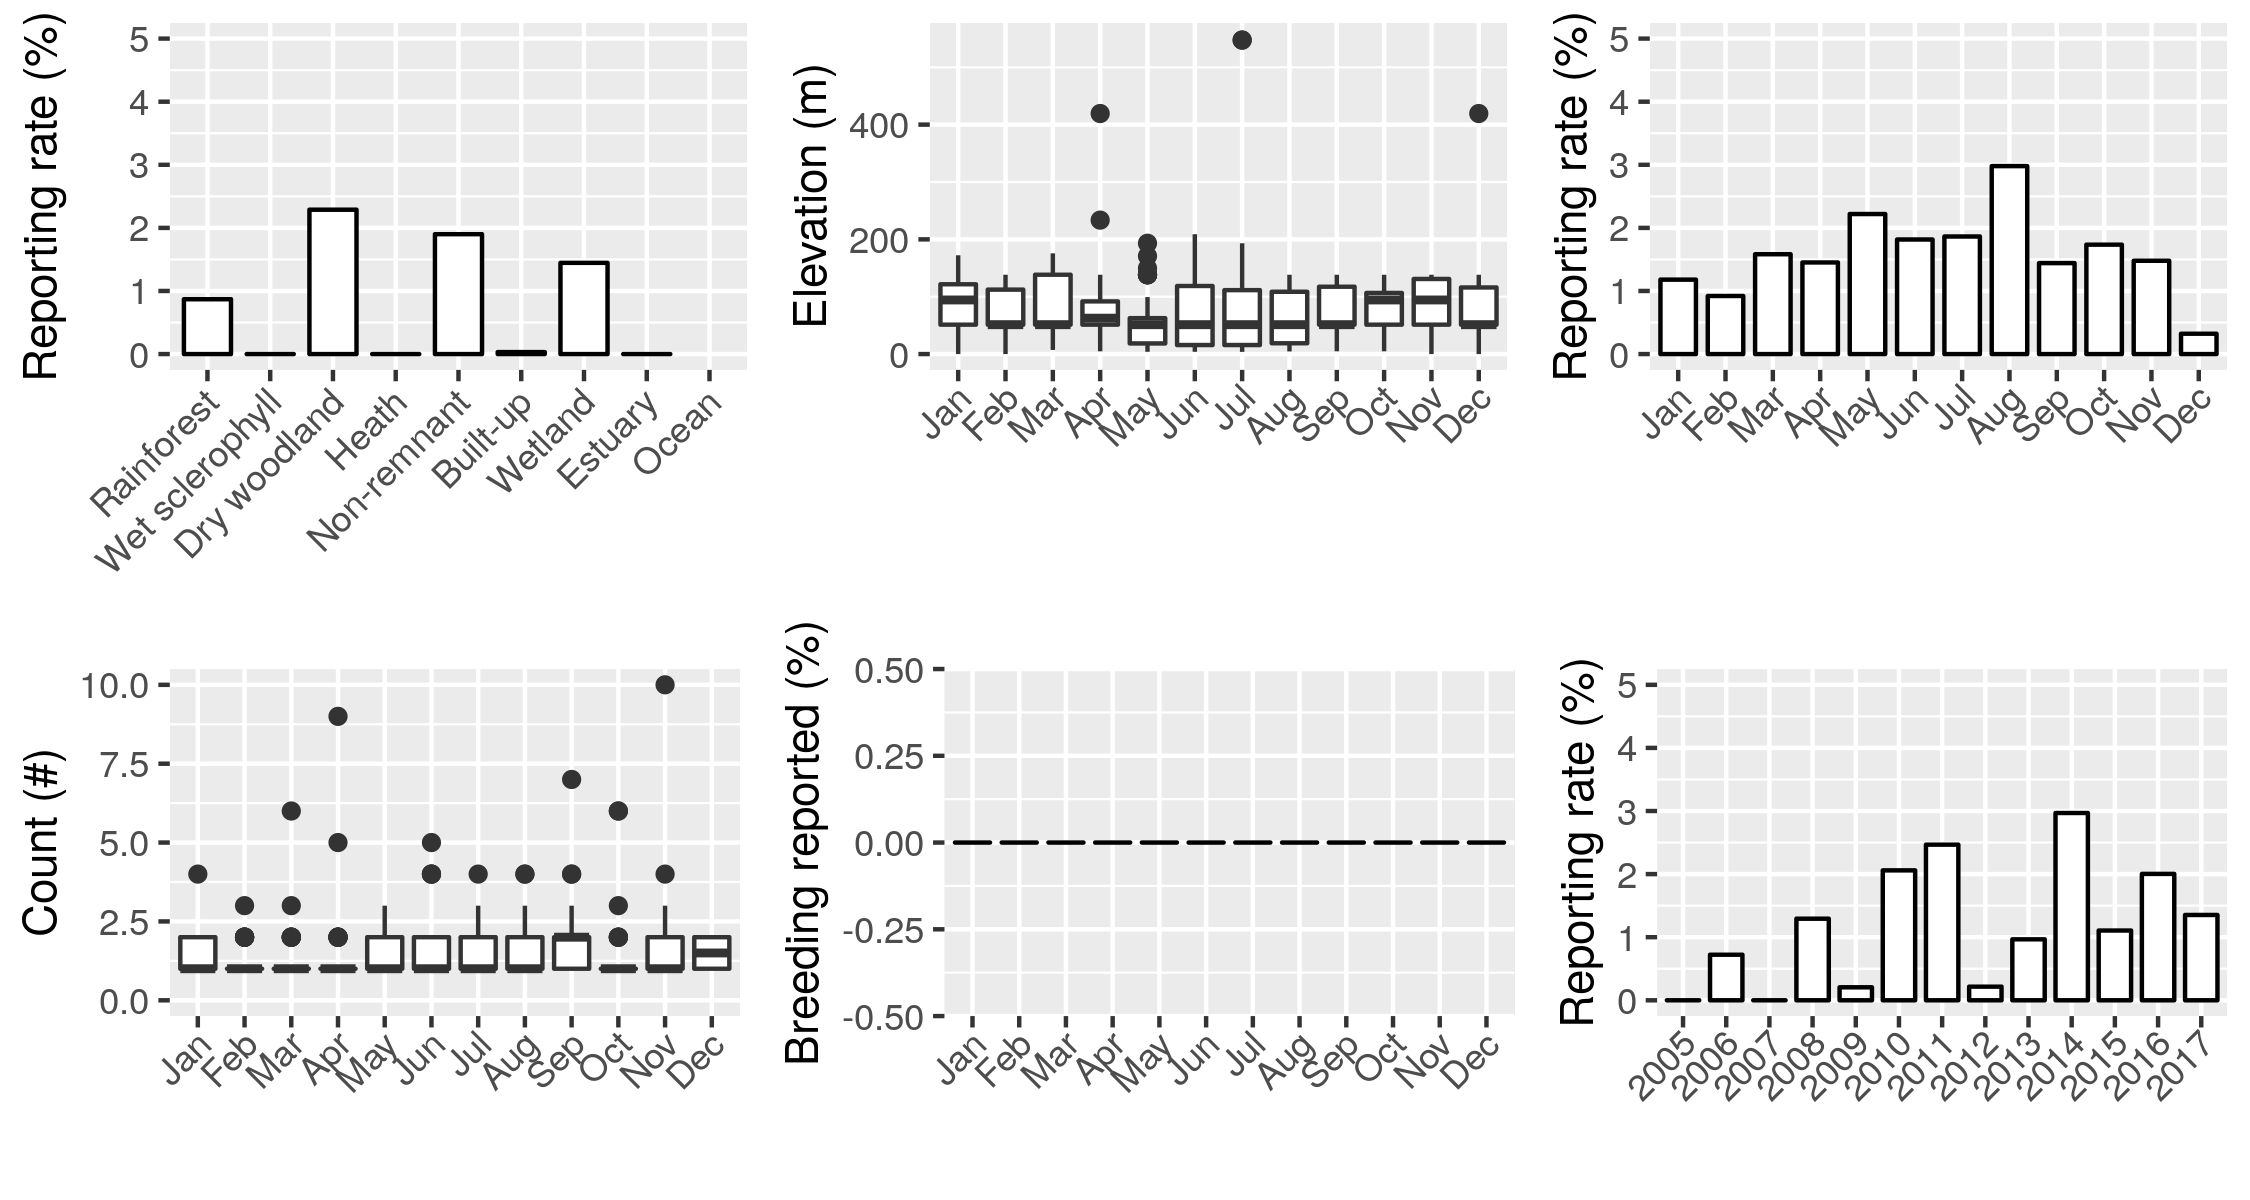 Reporting rate (%)
5
4
3
2
1
0
Rainforest
Wet sclerophyll
Dry woodland
Heath
Non-remnant
Built-up
Wetland
Estuary
Ocean
Elevation (m)
400
200
0
Jan Feb Mar Apr May Jun Jul Aug Sep Oct Nov Dec
Reporting rate (%)
5
4
3
2
1
0
Jan Feb Mar Apr May Jun Jul Aug Sep Oct Nov Dec
Count (#)
10.0
7.5
5.0
2.5
0.0
Jan Feb Mar Apr May Jun Jul Aug Sep Oct Nov Dec
Breeding reported (%)
0.50
0.25
0.00
-0.25
-0.50
Jan Feb Mar Apr May Jun Jul Aug Sep Oct Nov Dec
Reporting rate (%)
5
4
3
2
1
0
2005 2006 2007 2008 2009 2010 2011 2012 2013 2014 2015 2016 2017